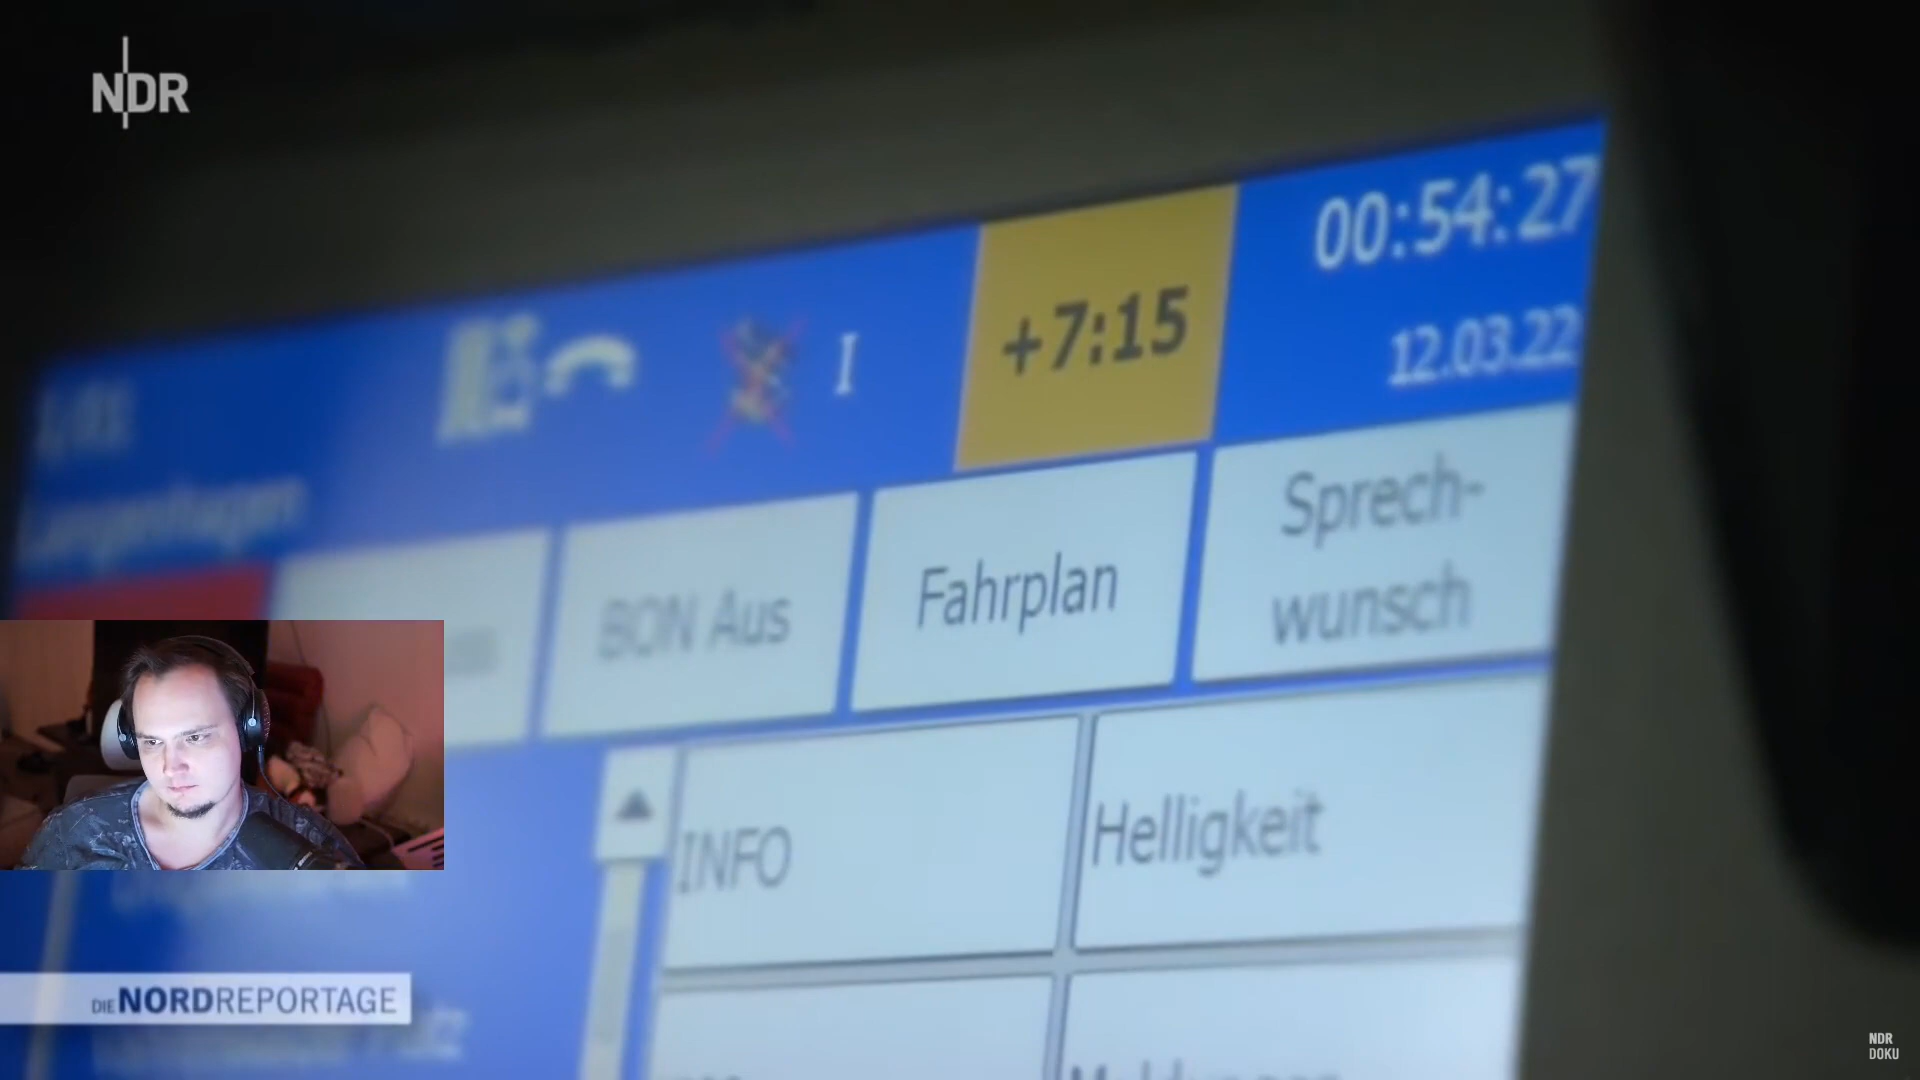 NDR
00:54:27
12.03.22
+7:15
I
Langenhagen
BON Aus
Fahrplan
Sprech-
wunsch
INFO
Helligkeit
DIE NORDREPORTAGE
NDR
DOKU